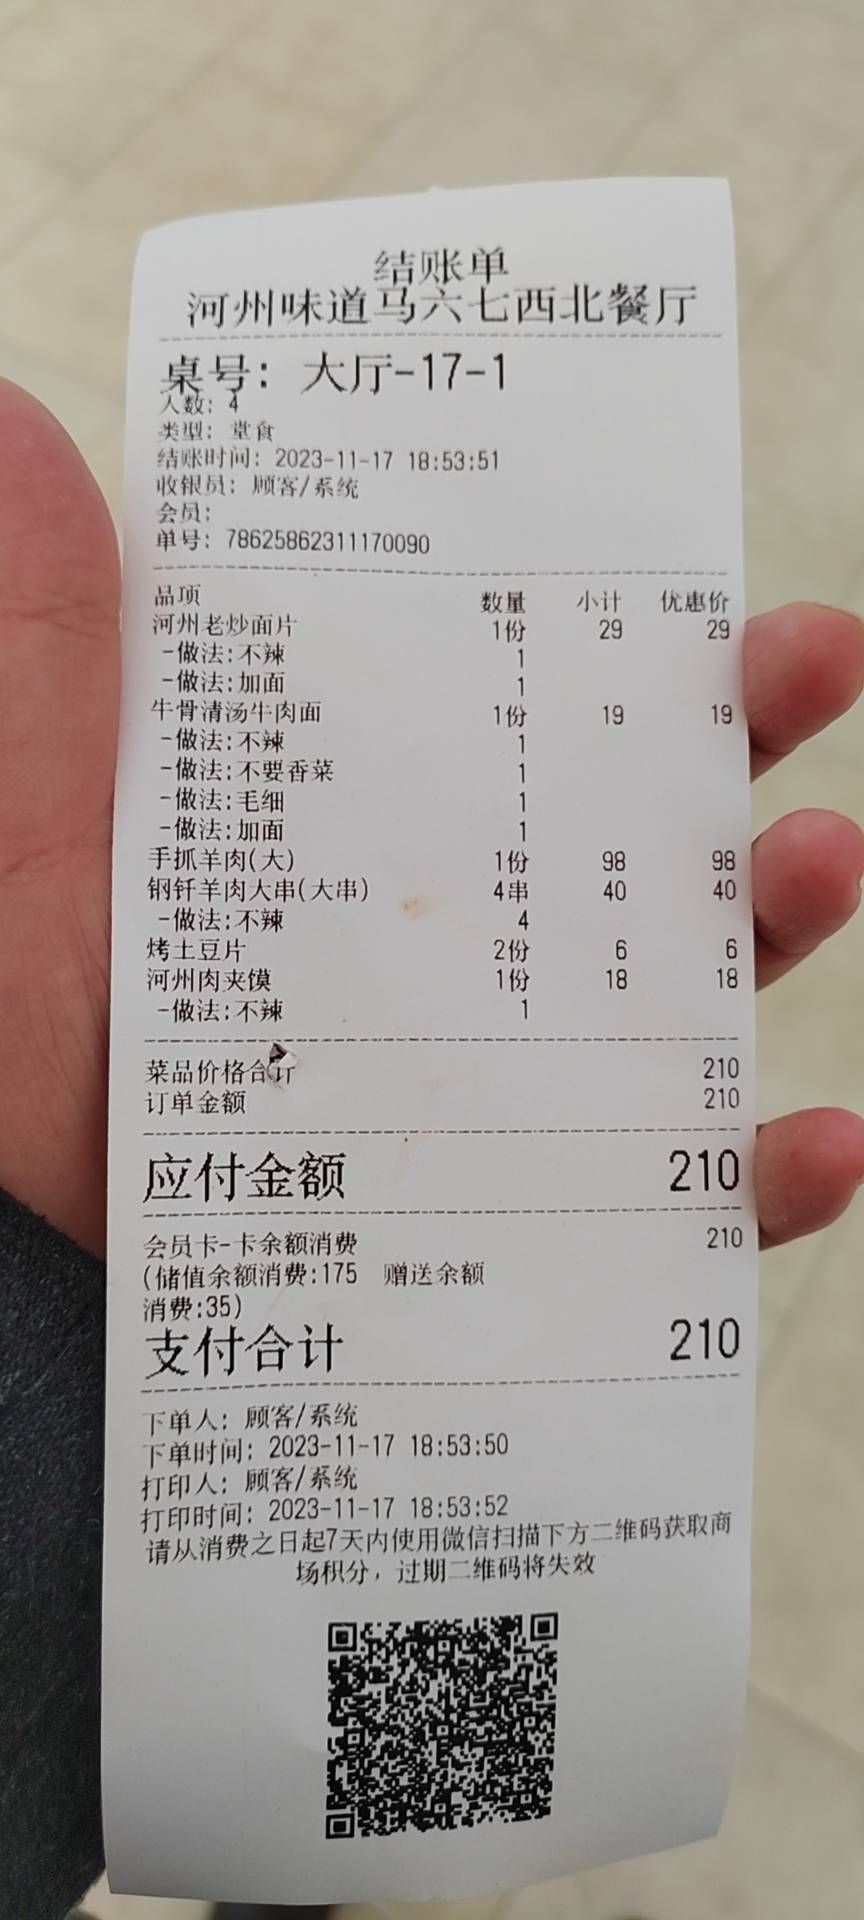 结账单
河州味道马六七西北餐厅
桌号: 大厅-17-1
人数: 4
类型: 堂食
结账时间: 2023-11-17 18:53:51
收银员: 顾客/系统
会员:
单号: 78625862311170090
品项 数量 小计 优惠价
河州老炒面片 1份 29 29
-做法:不辣 1
-做法:加面 1
牛骨清汤牛肉面 1份 19 19
-做法:不辣 1
-做法:不要香菜 1
-做法:毛细 1
-做法:加面 1
手抓羊肉(大) 1份 98 98
钢钎羊肉大串(大串) 4串 40 40
-做法:不辣 4
烤土豆片 2份 6 6
河州肉夹馍 1份 18 18
-做法:不辣 1
菜品价格合计 210
订单金额 210
应付金额 210
会员卡-卡余额消费 210
(储值余额消费:175 赠送余额
消费:35)
支付合计 210
下单人: 顾客/系统
下单时间: 2023-11-17 18:53:50
打印人: 顾客/系统
打印时间: 2023-11-17 18:53:52
请从消费之日起7天内使用微信扫描下方二维码获取商
场积分，过期二维码将失效